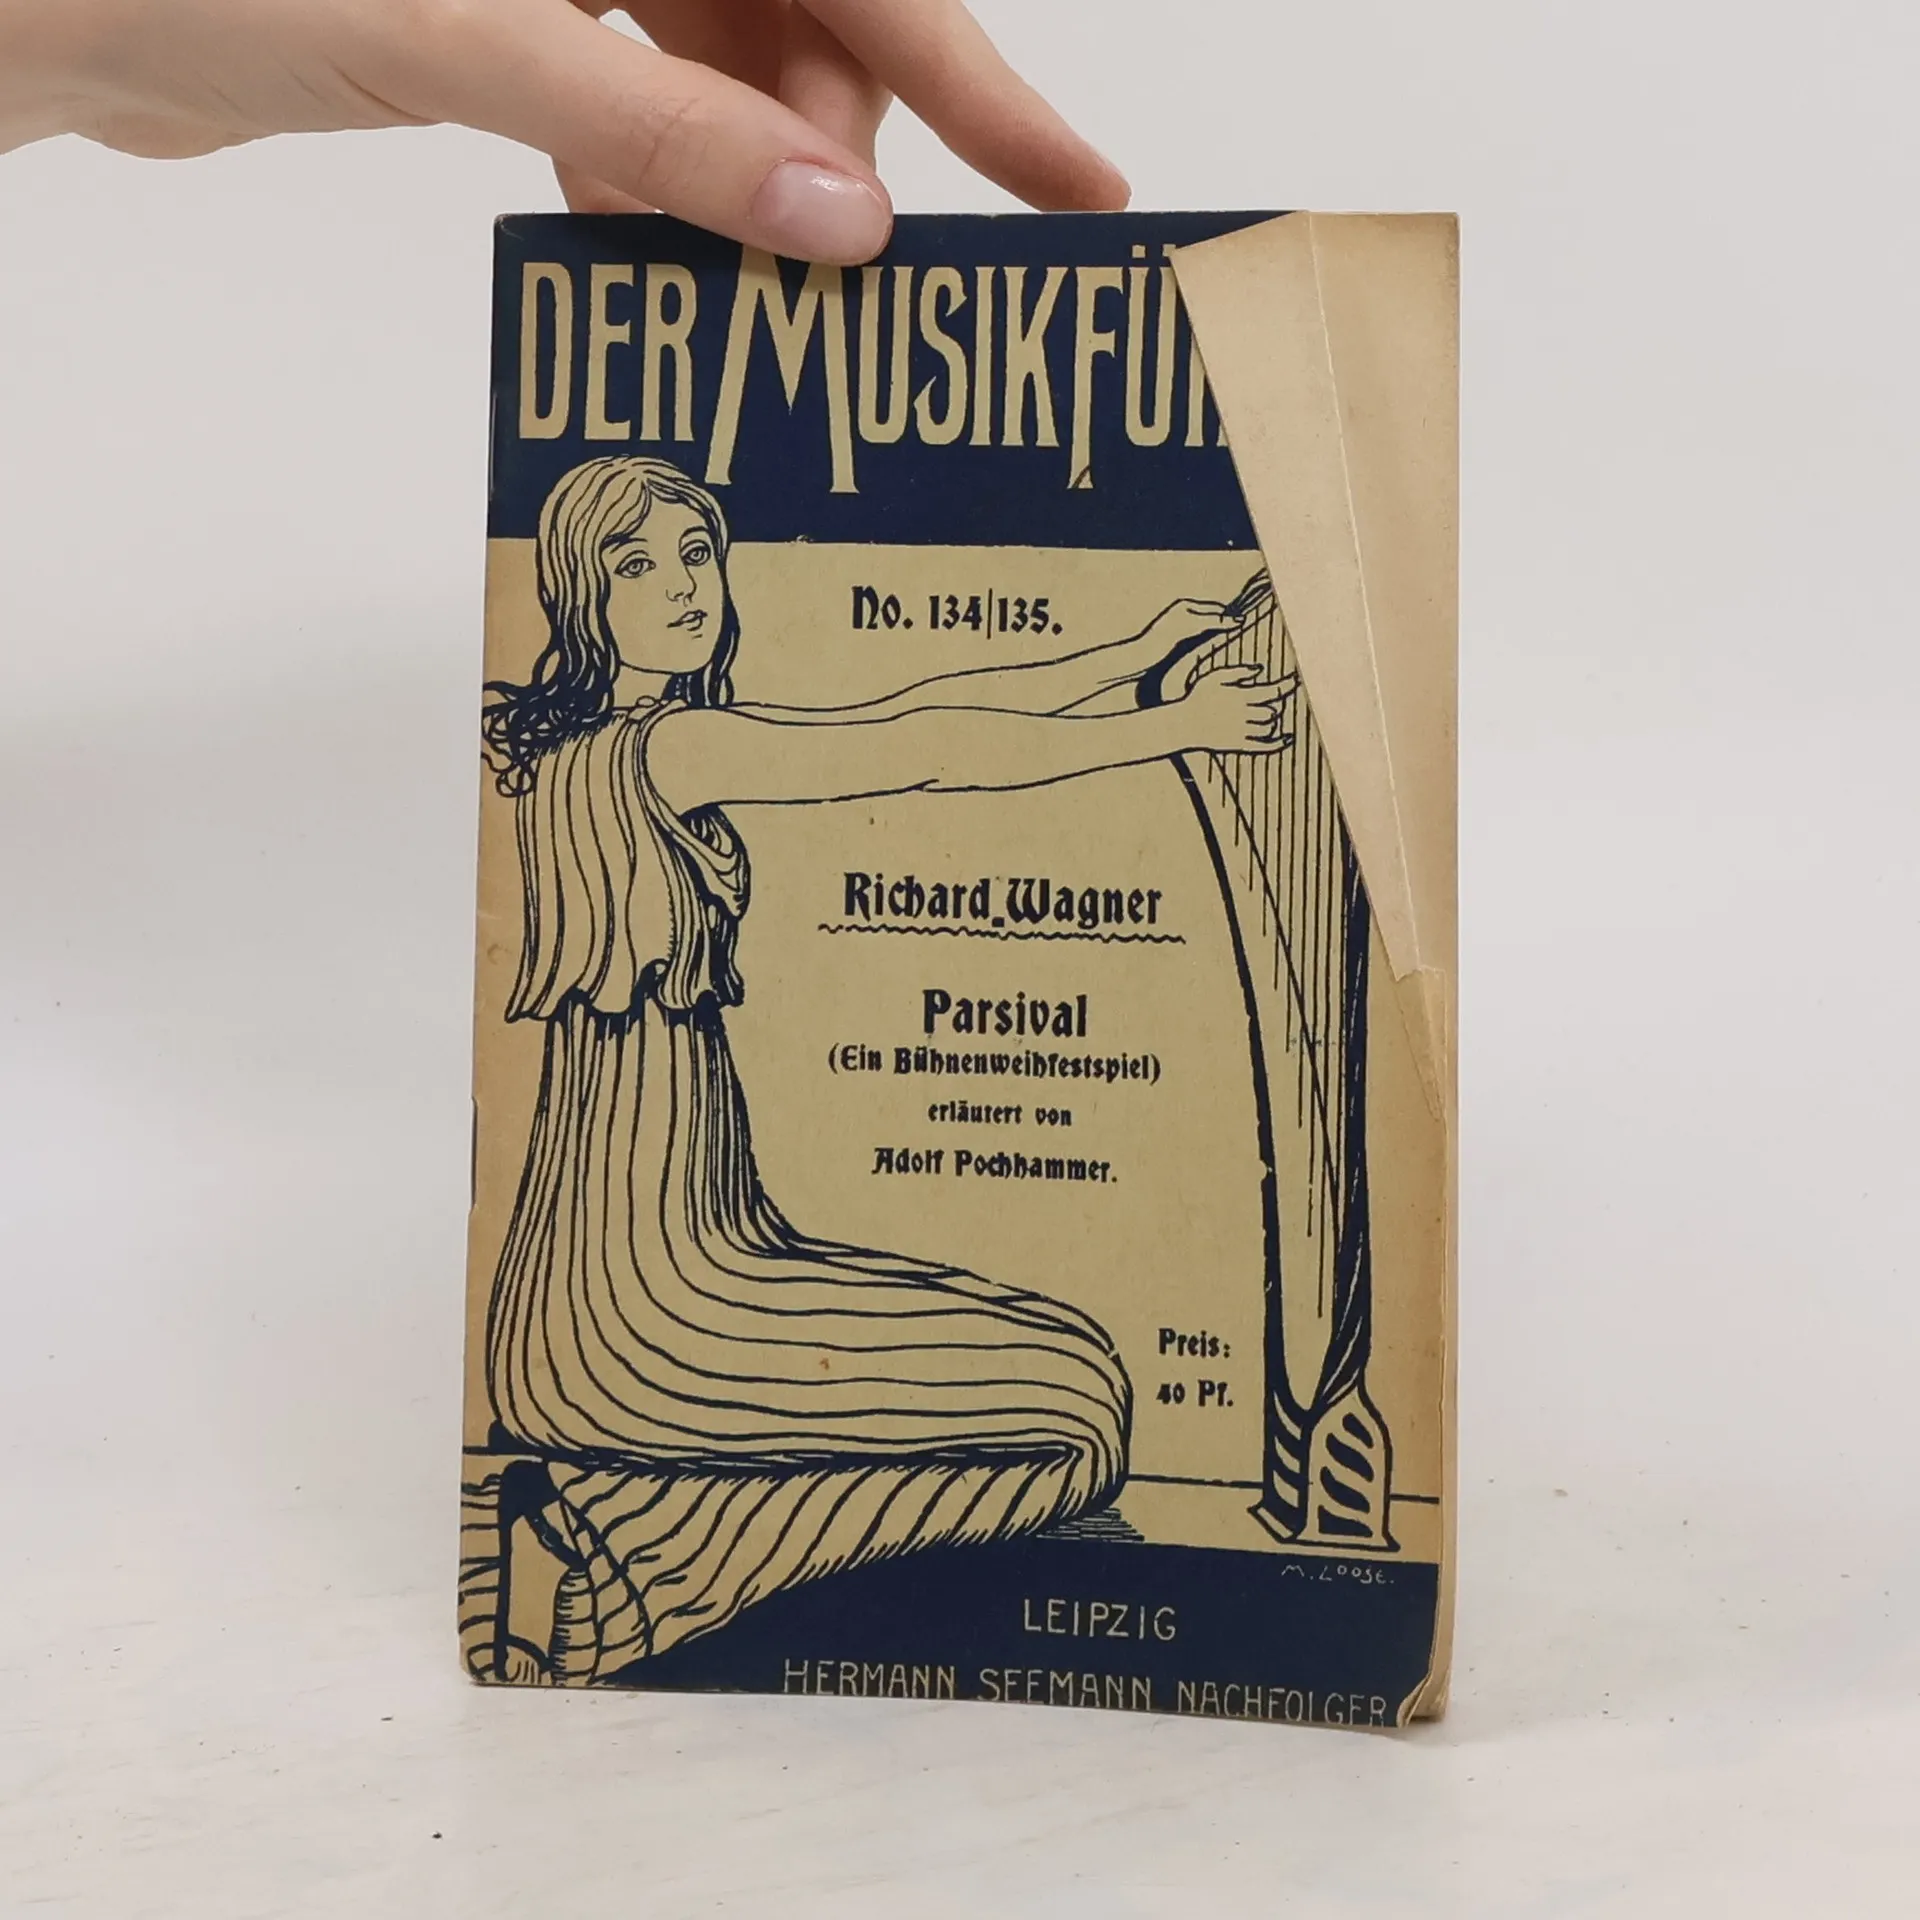 DER MUSIKFÜH
No. 134|135.
Richard Wagner
Parsival
(Ein Bühnenweihfestspiel)
erläutert von
Adolf Pochhammer.
Preis:
40 Pf.
M. LOOSE.
LEIPZIG
HERMANN SEEMANN NACHFOLGER